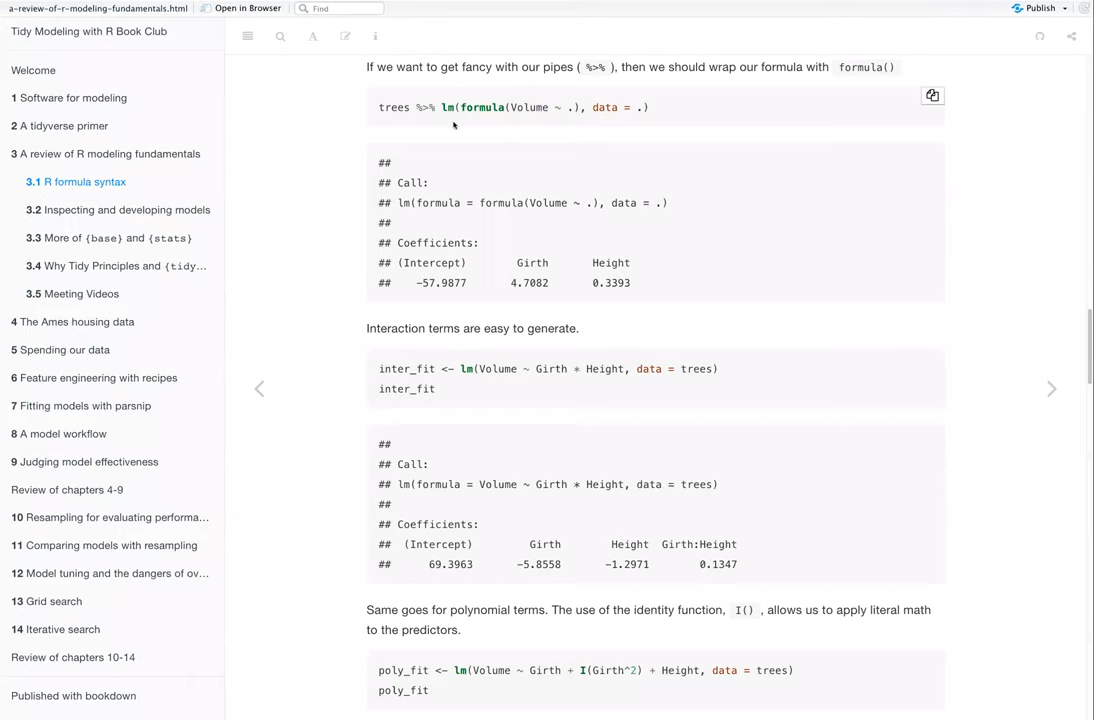 a-review-of-r-modeling-fundamentals.html
Open in Browser
Find
Publish
Tidy Modeling with R Book Club
Welcome
1 Software for modeling
2 A tidyverse primer
3 A review of R modeling fundamentals
3.1 R formula syntax
3.2 Inspecting and developing models
3.3 More of {base} and {stats}
3.4 Why Tidy Principles and {tidy…
3.5 Meeting Videos
4 The Ames housing data
5 Spending our data
6 Feature engineering with recipes
7 Fitting models with parsnip
8 A model workflow
9 Judging model effectiveness
Review of chapters 4-9
10 Resampling for evaluating performa…
11 Comparing models with resampling
12 Model tuning and the dangers of ov…
13 Grid search
14 Iterative search
Review of chapters 10-14
Published with bookdown
A
i
If we want to get fancy with our pipes ( %>% ), then we should wrap our formula with formula()
trees %>% lm(formula(Volume ~ .), data = .)
##
## Call:
## lm(formula = formula(Volume ~ .), data = .)
##
## Coefficients:
## (Intercept) Girth Height
## -57.9877 4.7082 0.3393
Interaction terms are easy to generate.
inter_fit <- lm(Volume ~ Girth * Height, data = trees)
inter_fit
##
## Call:
## lm(formula = Volume ~ Girth * Height, data = trees)
##
## Coefficients:
## (Intercept) Girth Height Girth:Height
## 69.3963 -5.8558 -1.2971 0.1347
Same goes for polynomial terms. The use of the identity function, I() , allows us to apply literal math
to the predictors.
poly_fit <- lm(Volume ~ Girth + I(Girth^2) + Height, data = trees)
poly_fit